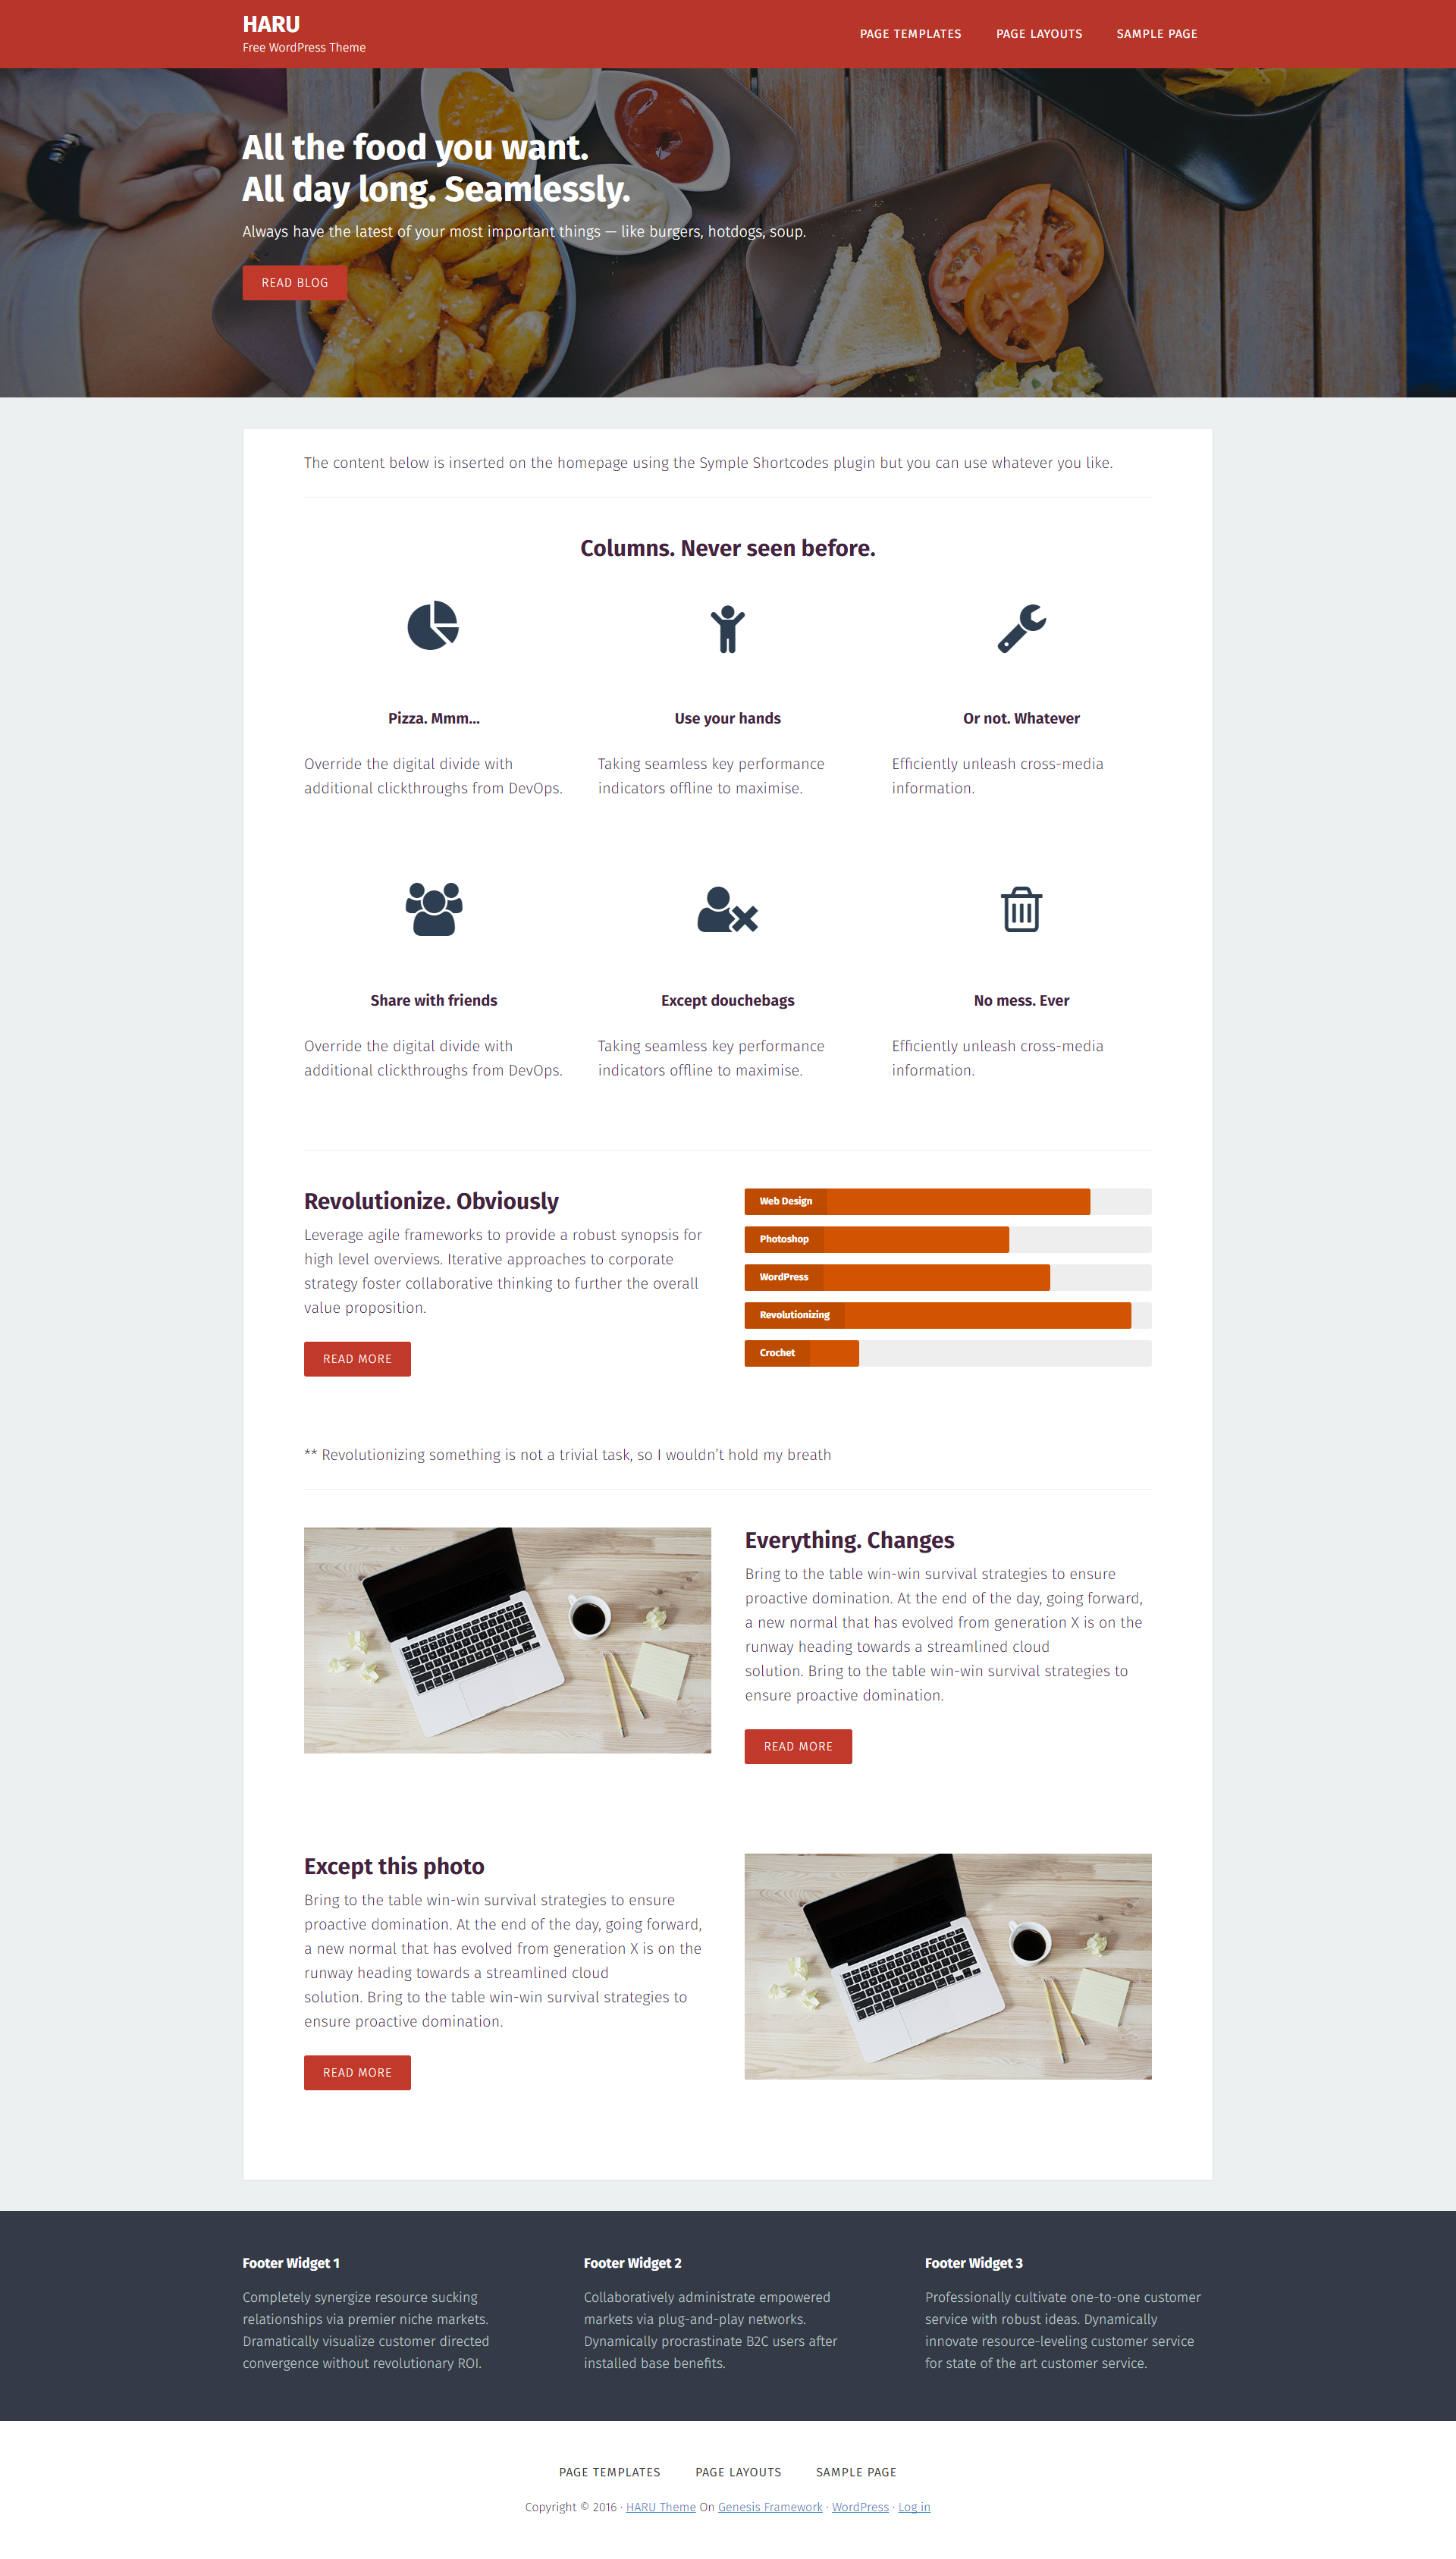 HARU
Free WordPress Theme
PAGE TEMPLATES PAGE LAYOUTS SAMPLE PAGE
All the food you want.
All day long. Seamlessly.
Always have the latest of your most important things — like burgers, hotdogs, soup.
READ BLOG
The content below is inserted on the homepage using the Symple Shortcodes plugin but you can use whatever you like.
Columns. Never seen before.
Pizza. Mmm...
Override the digital divide with
additional clickthroughs from DevOps.
Use your hands
Taking seamless key performance
indicators offline to maximise.
Or not. Whatever
Efficiently unleash cross-media
information.
Share with friends
Override the digital divide with
additional clickthroughs from DevOps.
Except douchebags
Taking seamless key performance
indicators offline to maximise.
No mess. Ever
Efficiently unleash cross-media
information.
Revolutionize. Obviously
Leverage agile frameworks to provide a robust synopsis for
high level overviews. Iterative approaches to corporate
strategy foster collaborative thinking to further the overall
value proposition.
READ MORE
Web Design
Photoshop
WordPress
Revolutionizing
Crochet
** Revolutionizing something is not a trivial task, so I wouldn’t hold my breath
Everything. Changes
Bring to the table win-win survival strategies to ensure
proactive domination. At the end of the day, going forward,
a new normal that has evolved from generation X is on the
runway heading towards a streamlined cloud
solution. Bring to the table win-win survival strategies to
ensure proactive domination.
READ MORE
Except this photo
Bring to the table win-win survival strategies to ensure
proactive domination. At the end of the day, going forward,
a new normal that has evolved from generation X is on the
runway heading towards a streamlined cloud
solution. Bring to the table win-win survival strategies to
ensure proactive domination.
READ MORE
Footer Widget 1
Completely synergize resource sucking
relationships via premier niche markets.
Dramatically visualize customer directed
convergence without revolutionary ROI.
Footer Widget 2
Collaboratively administrate empowered
markets via plug-and-play networks.
Dynamically procrastinate B2C users after
installed base benefits.
Footer Widget 3
Professionally cultivate one-to-one customer
service with robust ideas. Dynamically
innovate resource-leveling customer service
for state of the art customer service.
PAGE TEMPLATES PAGE LAYOUTS SAMPLE PAGE
Copyright © 2016 · HARU Theme On Genesis Framework · WordPress · Log in